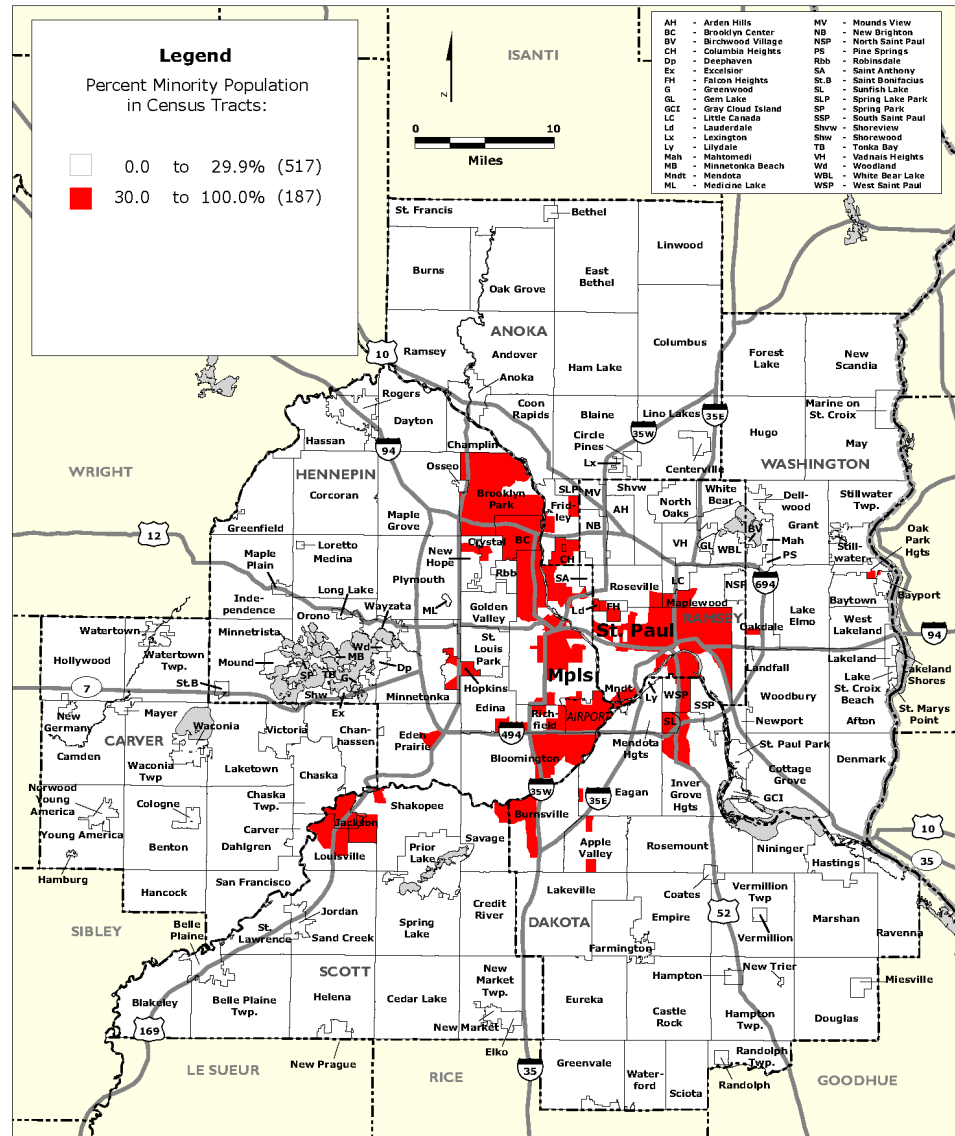 Legend
Percent Minority Population
in Census Tracts:
0.0 to 29.9% (517)
30.0 to 100.0% (187)
ISANTI
z
0 10
Miles
AH - Arden Hills
BC - Brooklyn Center
BV - Birchwood Village
CH - Columbia Heights
Dp - Deephaven
Ex - Excelsior
FH - Falcon Heights
G - Greenwood
GL - Gem Lake
GCI - Gray Cloud Island
LC - Little Canada
Ld - Lauderdale
Lx - Lexington
Ly - Lilydale
Mah - Mahtomedi
MB - Minnetonka Beach
Mndt - Mendota
ML - Medicine Lake
MV - Mounds View
NB - New Brighton
NSP - North Saint Paul
PS - Pine Springs
Rbb - Robinsdale
SA - Saint Anthony
St.B - Saint Bonifacius
SL - Sunfish Lake
SLP - Spring Lake Park
SP - Spring Park
SSP - South Saint Paul
Shvw - Shoreview
Shw - Shorewood
TB - Tonka Bay
VH - Vadnais Heights
Wd - Woodland
WBL - White Bear Lake
WSP - West Saint Paul
St. Francis
Bethel
Linwood
Burns
East
Bethel
Oak Grove
ANOKA
Columbus
Ramsey
Andover
Ham Lake
10
Anoka
Forest
Lake
New
Scandia
Rogers
Dayton
Coon
Rapids
Blaine
Lino Lakes
35E
35W
Marine on
St. Croix
Hassan
94
Champlin
Circle
Pines
Lx
Centerville
Hugo
May
WRIGHT
HENNEPIN
Osseo
WASHINGTON
Corcoran
Brooklyn
Park
SLP
MV
Shvw
White
Bear
North
Oaks
Dell-
wood
Stillwater
Twp.
Maple
Grove
Frid-
ley
NB
AH
BV
Grant
Oak
Park
Hgts
Greenfield
12
Loretto
Medina
Crystal
BC
CH
VH
GL
WBL
Mah
PS
Still-
water
Maple
Plain
New
Hope
Rbb
SA
Roseville
LC
NSP
694
Bayport
Plymouth
Long Lake
Inde-
pendence
Wayzata
ML
Golden
Valley
Ld
FH
Maplewood
RAMSEY
Oakdale
Lake
Elmo
Baytown
West
Lakeland
Orono
Watertown
Minnetrista
Hollywood
Watertown
Twp.
Wd
MB
St.
Louis
Park
St. Paul
94
Mound
SP
TB
G
Dp
Landfall
Lakeland
Lakeland
Shores
7
St.B
Shw
Hopkins
Mpls
Mndt
Ly
WSP
SSP
Lake
St. Croix
Beach
Minnetonka
Woodbury
Ex
Edina
Rich-
field
AIRPORT
SL
St. Marys
Point
New
Germany
Mayer
Waconia
Victoria
Chan-
hassen
Eden
Prairie
494
Mendota
Hgts
Newport
Afton
CARVER
Camden
Waconia
Twp
Laketown
Chaska
Bloomington
St. Paul Park
Denmark
Cottage
Grove
Norwood
Young
America
Cologne
Chaska
Twp.
Shakopee
35W
35E
Eagan
Inver
Grove
Hgts
GCI
Young America
Carver
Jackson
Burnsville
10
Benton
Dahlgren
Louisville
Savage
Prior
Lake
Apple
Valley
Rosemount
Nininger
35
Hamburg
Hastings
San Francisco
Hancock
Credit
River
Lakeville
Coates
Vermillion
Twp
SIBLEY
Jordan
Spring
Lake
DAKOTA
Empire
52
Marshan
Belle
Plaine
St.
Lawrence
Sand Creek
Vermillion
Ravenna
Farmington
SCOTT
New
Market
Twp.
Hampton
New Trier
Miesville
Blakeley
Belle Plaine
Twp.
Helena
Cedar Lake
Eureka
Castle
Rock
Hampton
Twp.
Douglas
169
New Market
New Prague
Elko
Greenvale
Randolph
Twp.
LE SUEUR
RICE
35
Water-
ford
Sciota
Randolph
GOODHUE